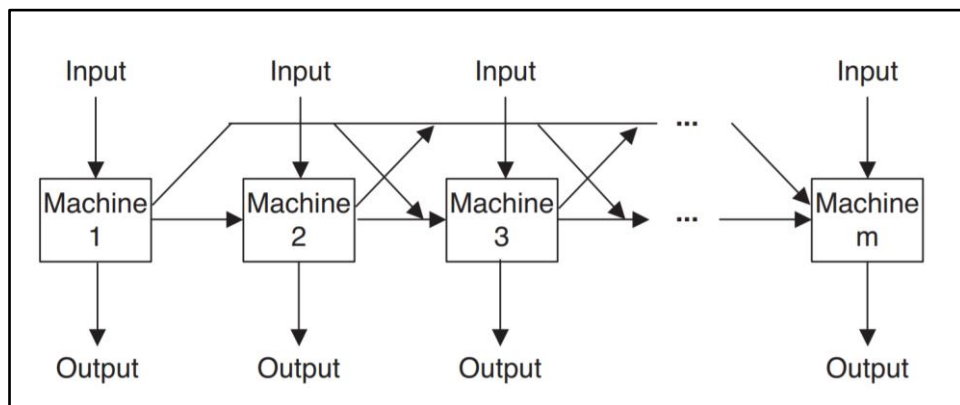 Input Input Input Input
... 
Machine Machine Machine Machine
1 2 3 ... m
Output Output Output Output